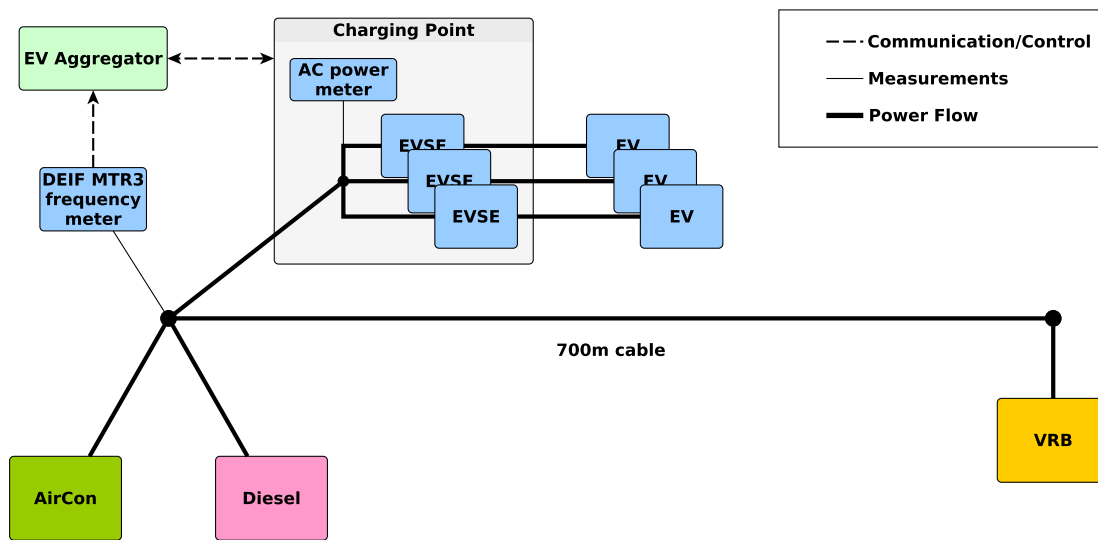 Charging Point
EV Aggregator
AC power
meter
Communication/Control
Measurements
Power Flow
EVSE
EVSE
EVSE
EV
EV
EV
DEIF MTR3
frequency
meter
700m cable
AirCon
Diesel
VRB